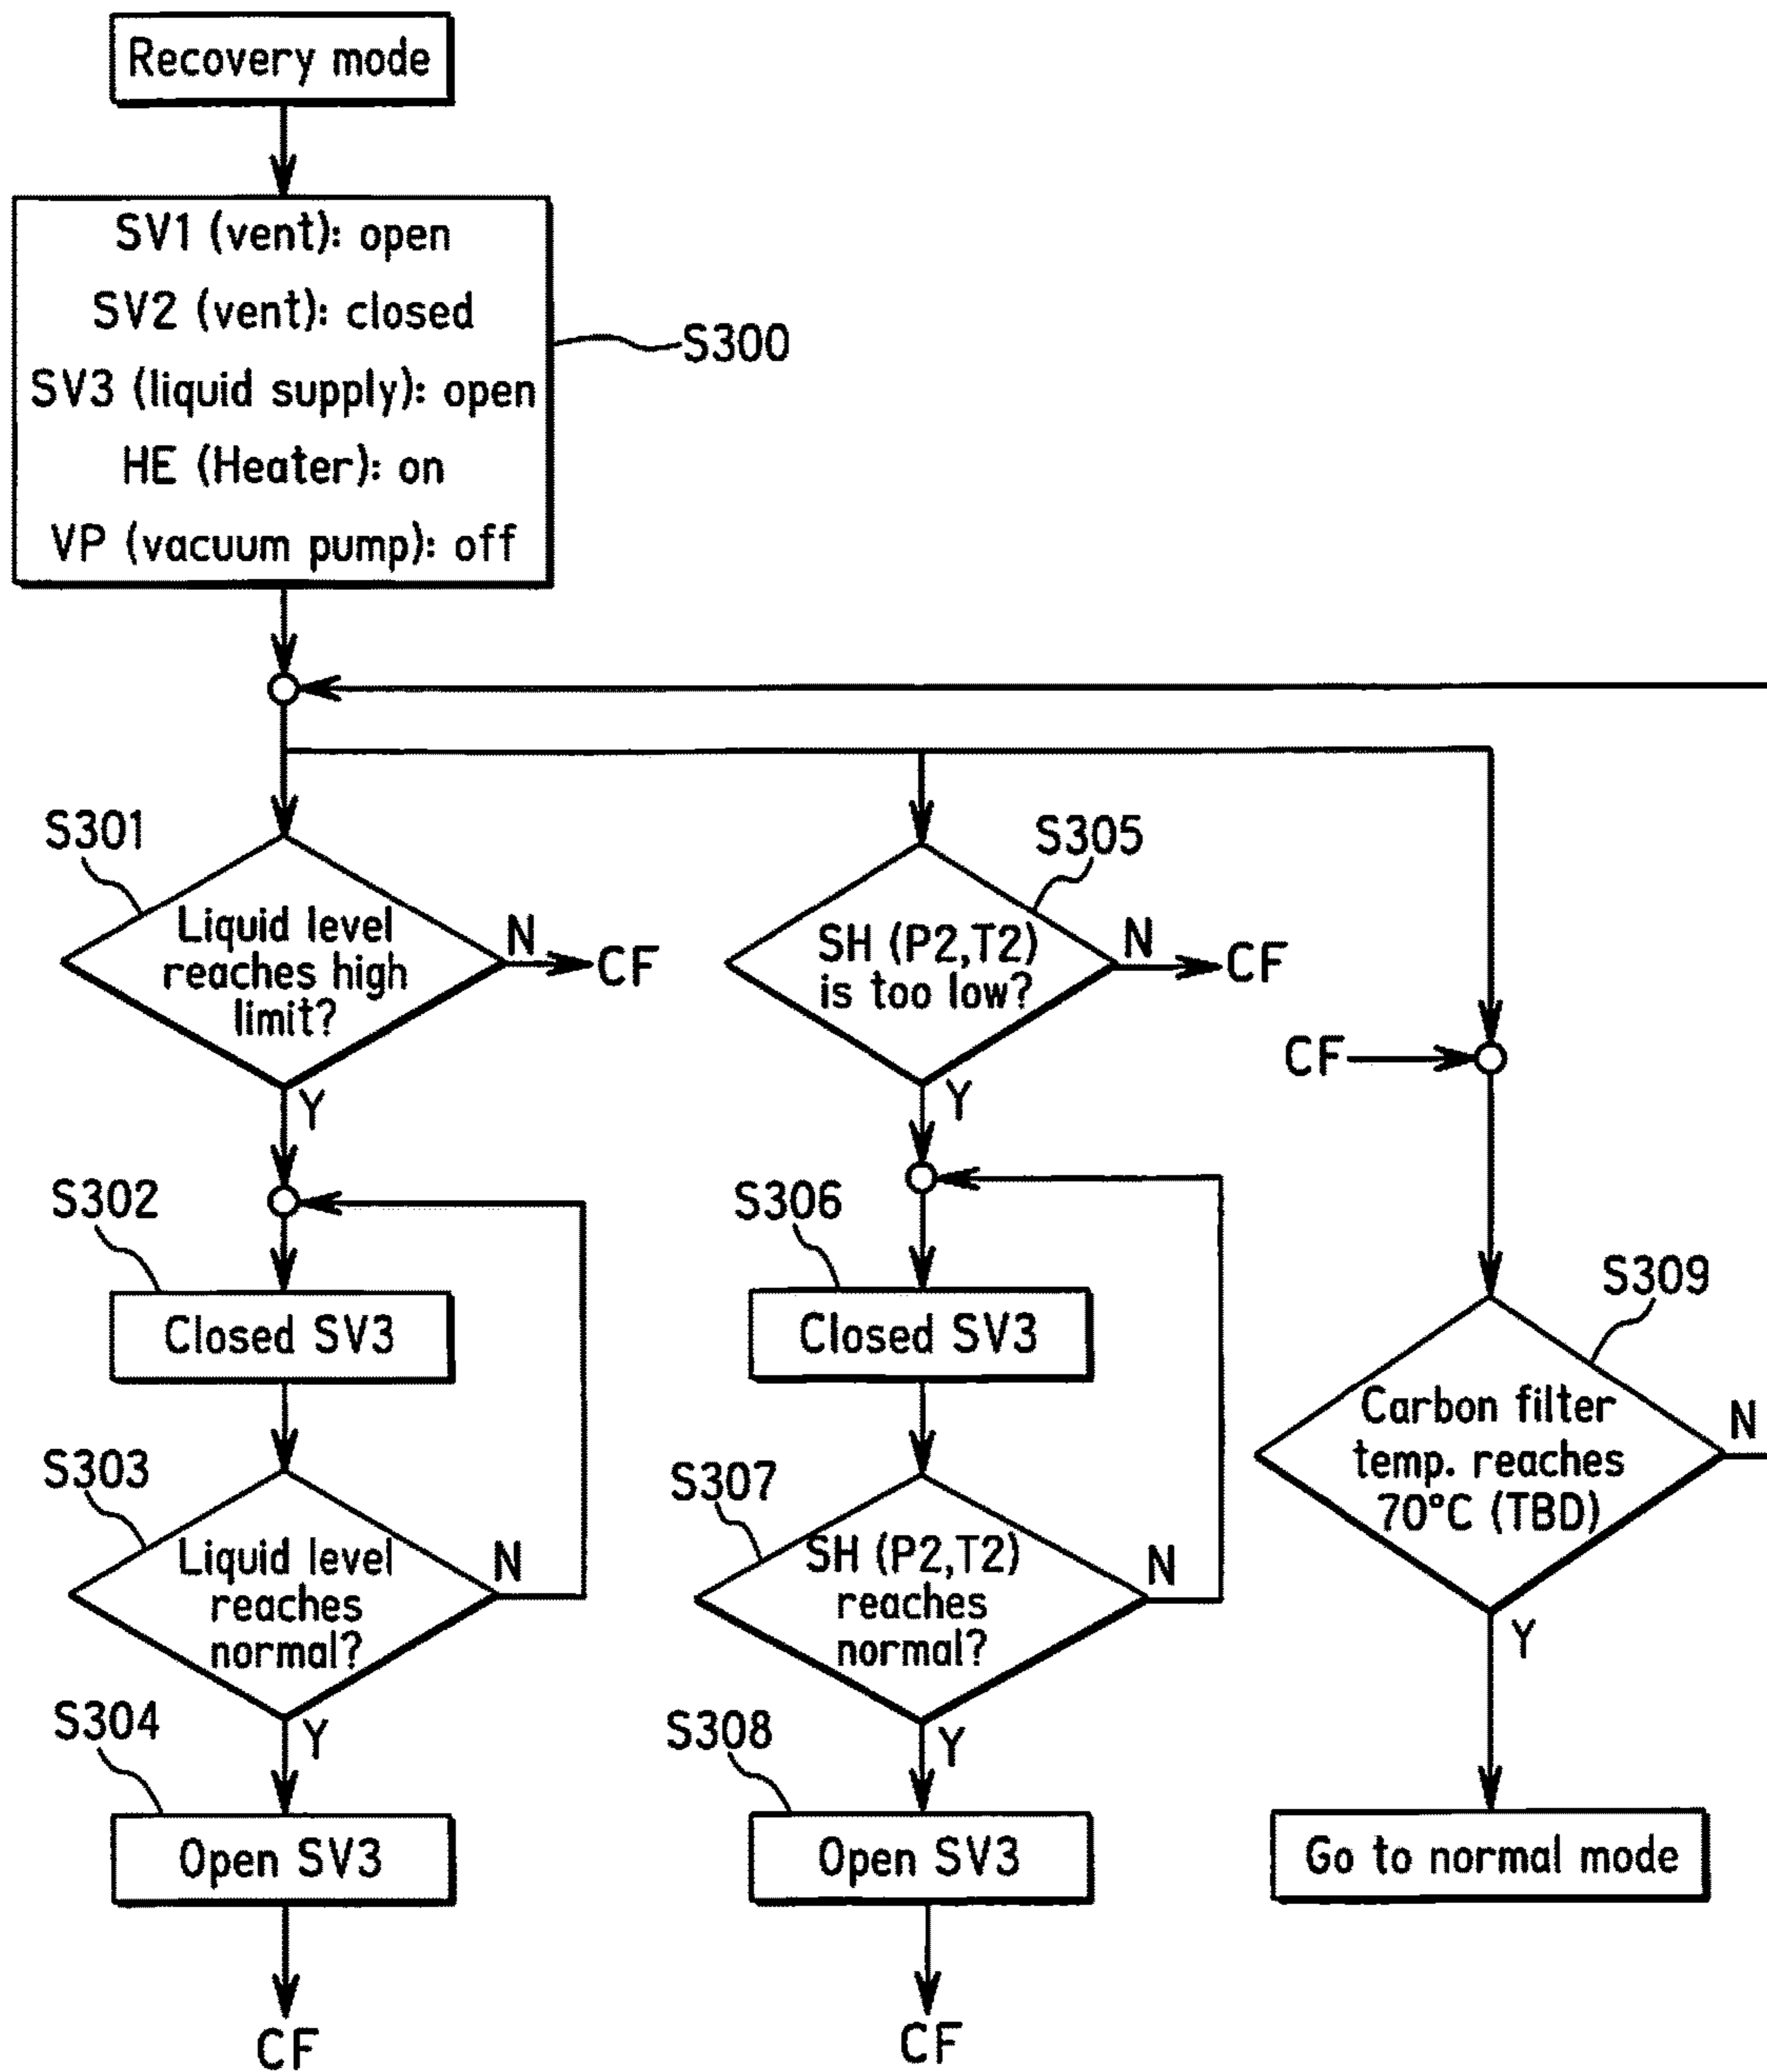 Recovery mode
SV1 (vent): open
SV2 (vent): closed
SV3 (liquid supply): open
HE (Heater): on
VP (vacuum pump): off
S300
S301
Liquid level
reaches high
limit?
N
CF
Y
S302
Closed SV3
S303
Liquid level
reaches
normal?
N
Y
S304
Open SV3
CF
S305
SH (P2,T2)
is too low?
N
CF
Y
S306
Closed SV3
S307
SH (P2,T2)
reaches
normal?
N
Y
S308
Open SV3
CF
CF
S309
Carbon filter
temp. reaches
70°C (TBD)
N
Y
Go to normal mode